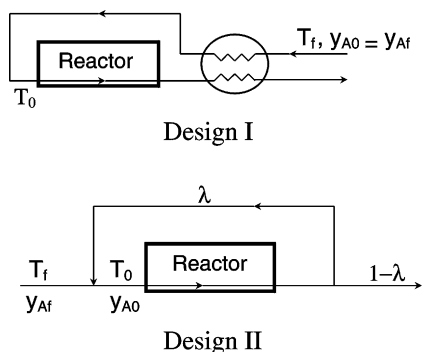 Reactor
T_f, y_A0 = y_Af
T_0
Design I
λ
T_f T_0 Reactor 1–λ
y_Af y_A0
Design II